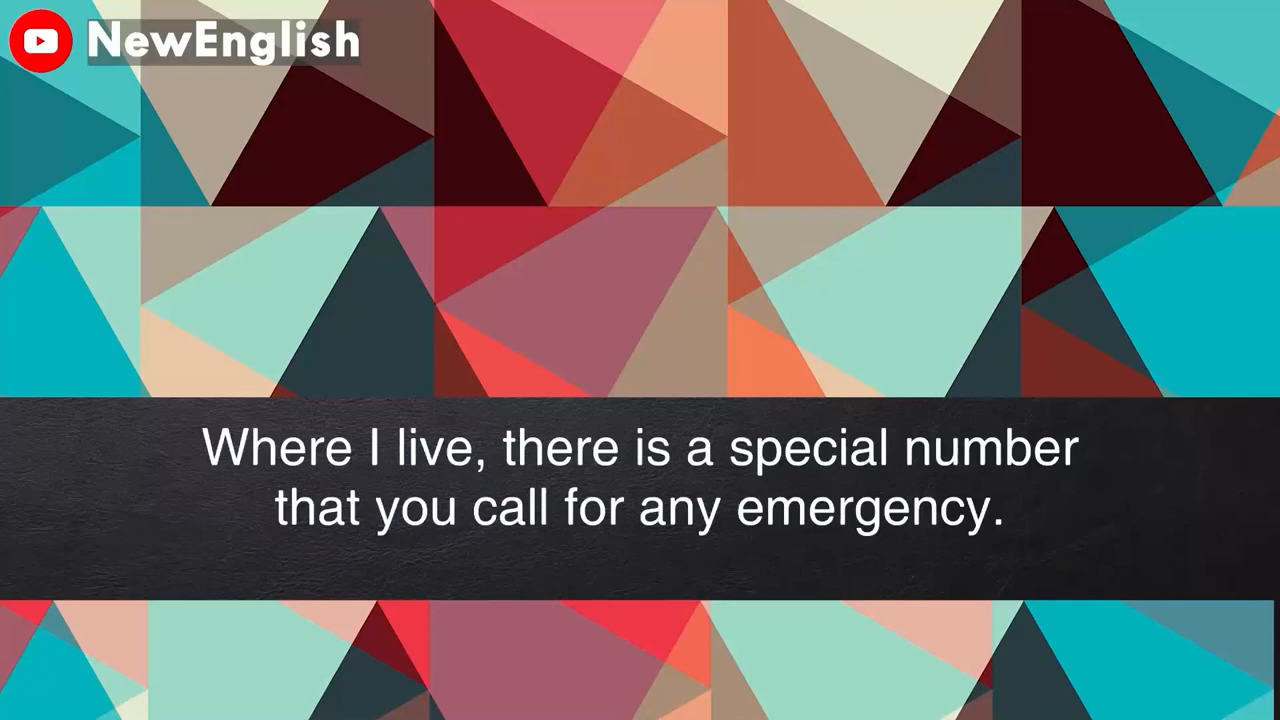 NewEnglish
Where I live, there is a special number
that you call for any emergency.